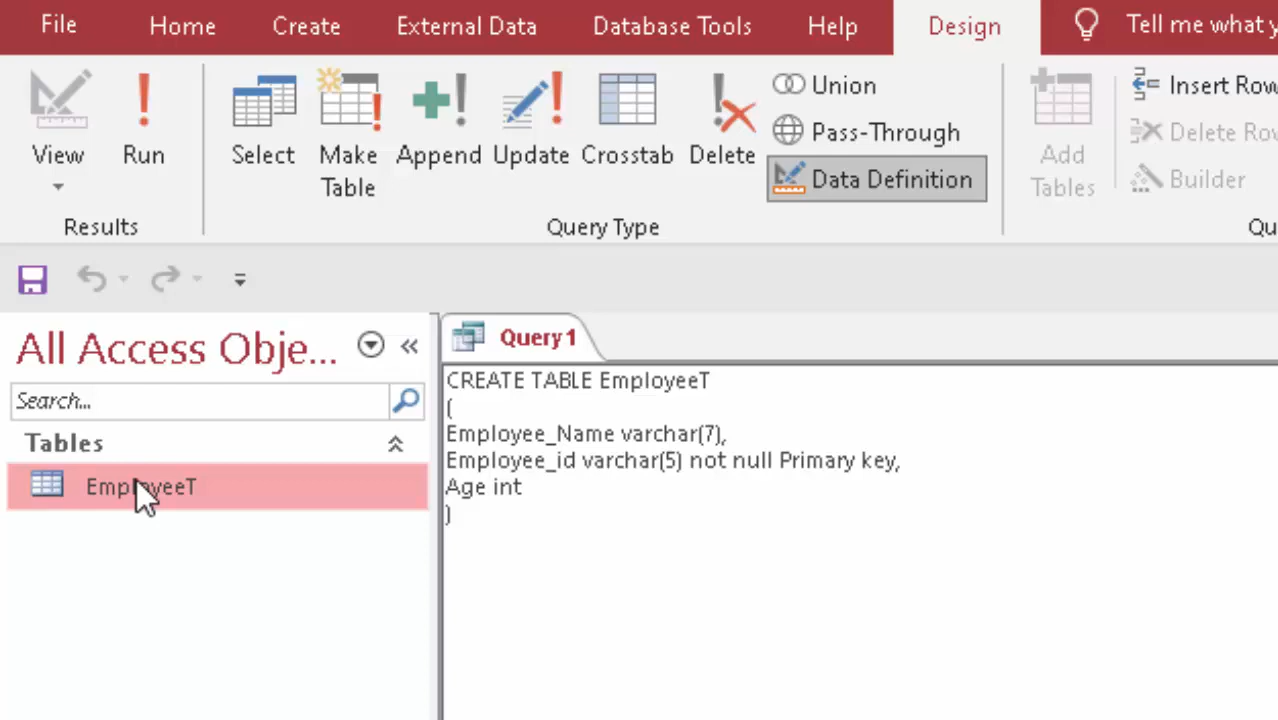 File Home Create External Data Database Tools Help Design Tell me what y
View Run Select Make Table Append Update Crosstab Delete Union Pass-Through Data Definition Add Tables Insert Row Delete Ro Builder
Results Query Type Qu
All Access Obje... «
Query1
Search...
Tables
EmployeeT
CREATE TABLE EmployeeT
(
Employee_Name varchar(7),
Employee_id varchar(5) not null Primary key,
Age int
)